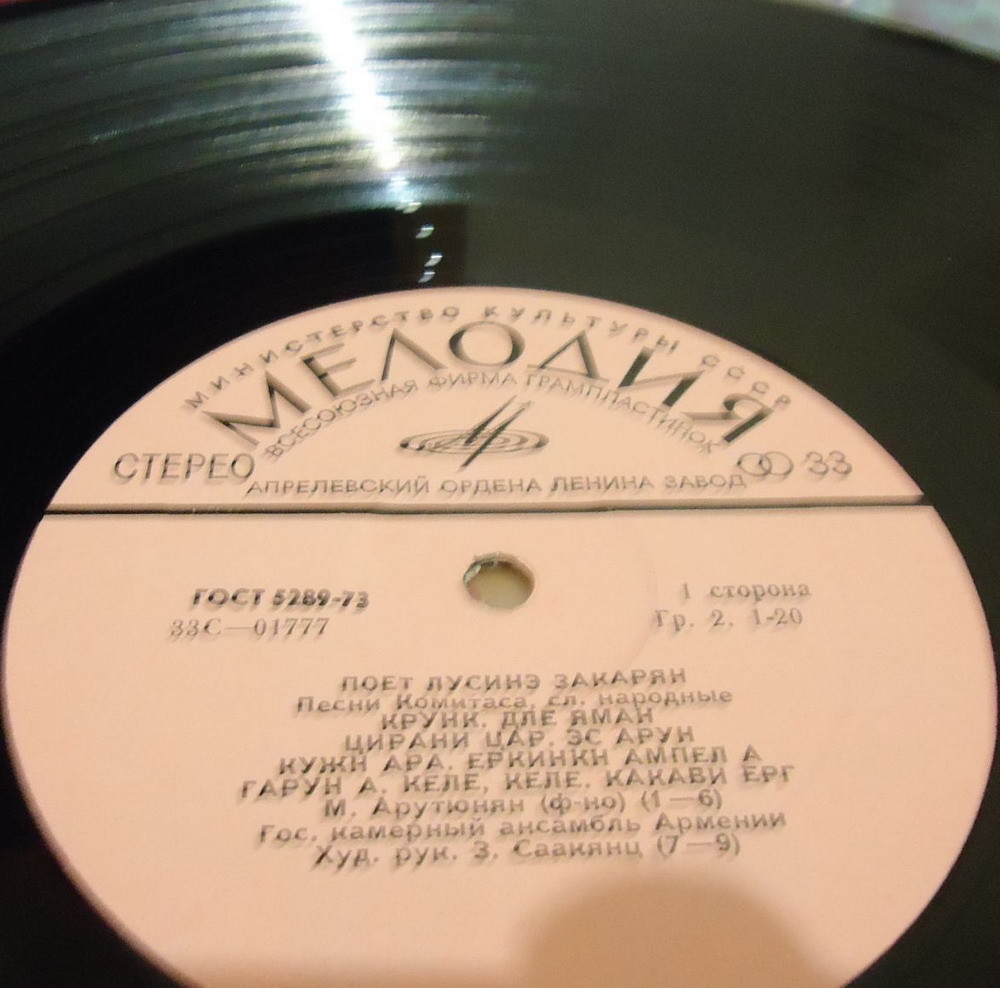 МИНИСТЕРСТВО КУЛЬТУРЫ СССР
МЕЛОДИЯ
ВСЕСОЮЗНАЯ ФИРМА ГРАМПЛАСТИНОК
СТЕРЕО 33
АПРЕЛЕВСКИЙ ОРДЕНА ЛЕНИНА ЗАВОД
ГОСТ 5289-73 1 сторона
33С—01777 Гр. 2. 1-20
ПОЕТ ЛУСИНЭ ЗАКАРЯН
Песни Комитаса, сл. народные
КРУНК. ДЛЕ ЯМАН
ЦИРАНИ ЦАР. ЭС АРУН
КУЖН АРА. ЕРКИНКН АМПЕЛ А
ГАРУН А. КЕЛЕ, КЕЛЕ. КАКАВИ ЕРГ
М. Арутюнян (ф-но) (1—6)
Гос. камерный ансамбль Армении
Худ. рук. З. Саакянц (7—9)